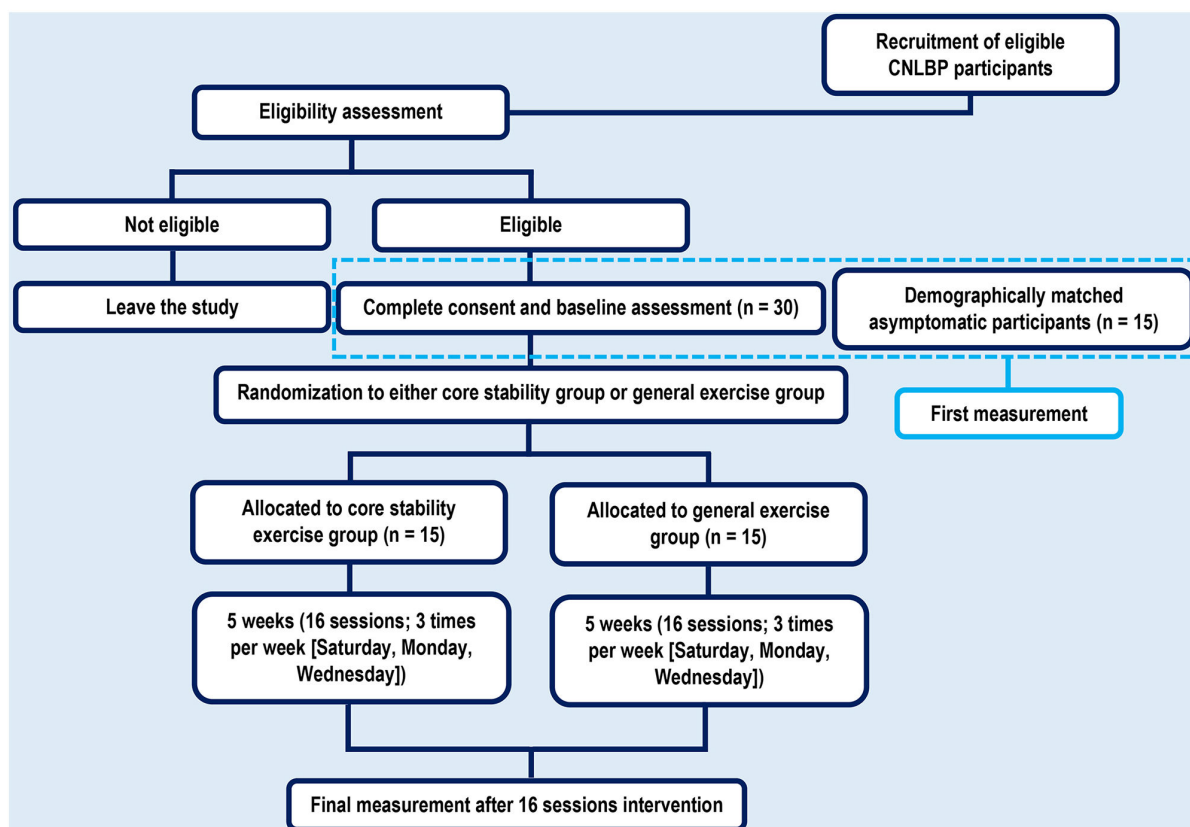 Recruitment of eligible
CNLBP participants
Eligibility assessment
Not eligible
Eligible
Leave the study
Complete consent and baseline assessment (n = 30)
Demographically matched
asymptomatic participants (n = 15)
Randomization to either core stability group or general exercise group
First measurement
Allocated to core stability
exercise group (n = 15)
Allocated to general exercise
group (n = 15)
5 weeks (16 sessions; 3 times
per week [Saturday, Monday,
Wednesday])
5 weeks (16 sessions; 3 times
per week [Saturday, Monday,
Wednesday])
Final measurement after 16 sessions intervention